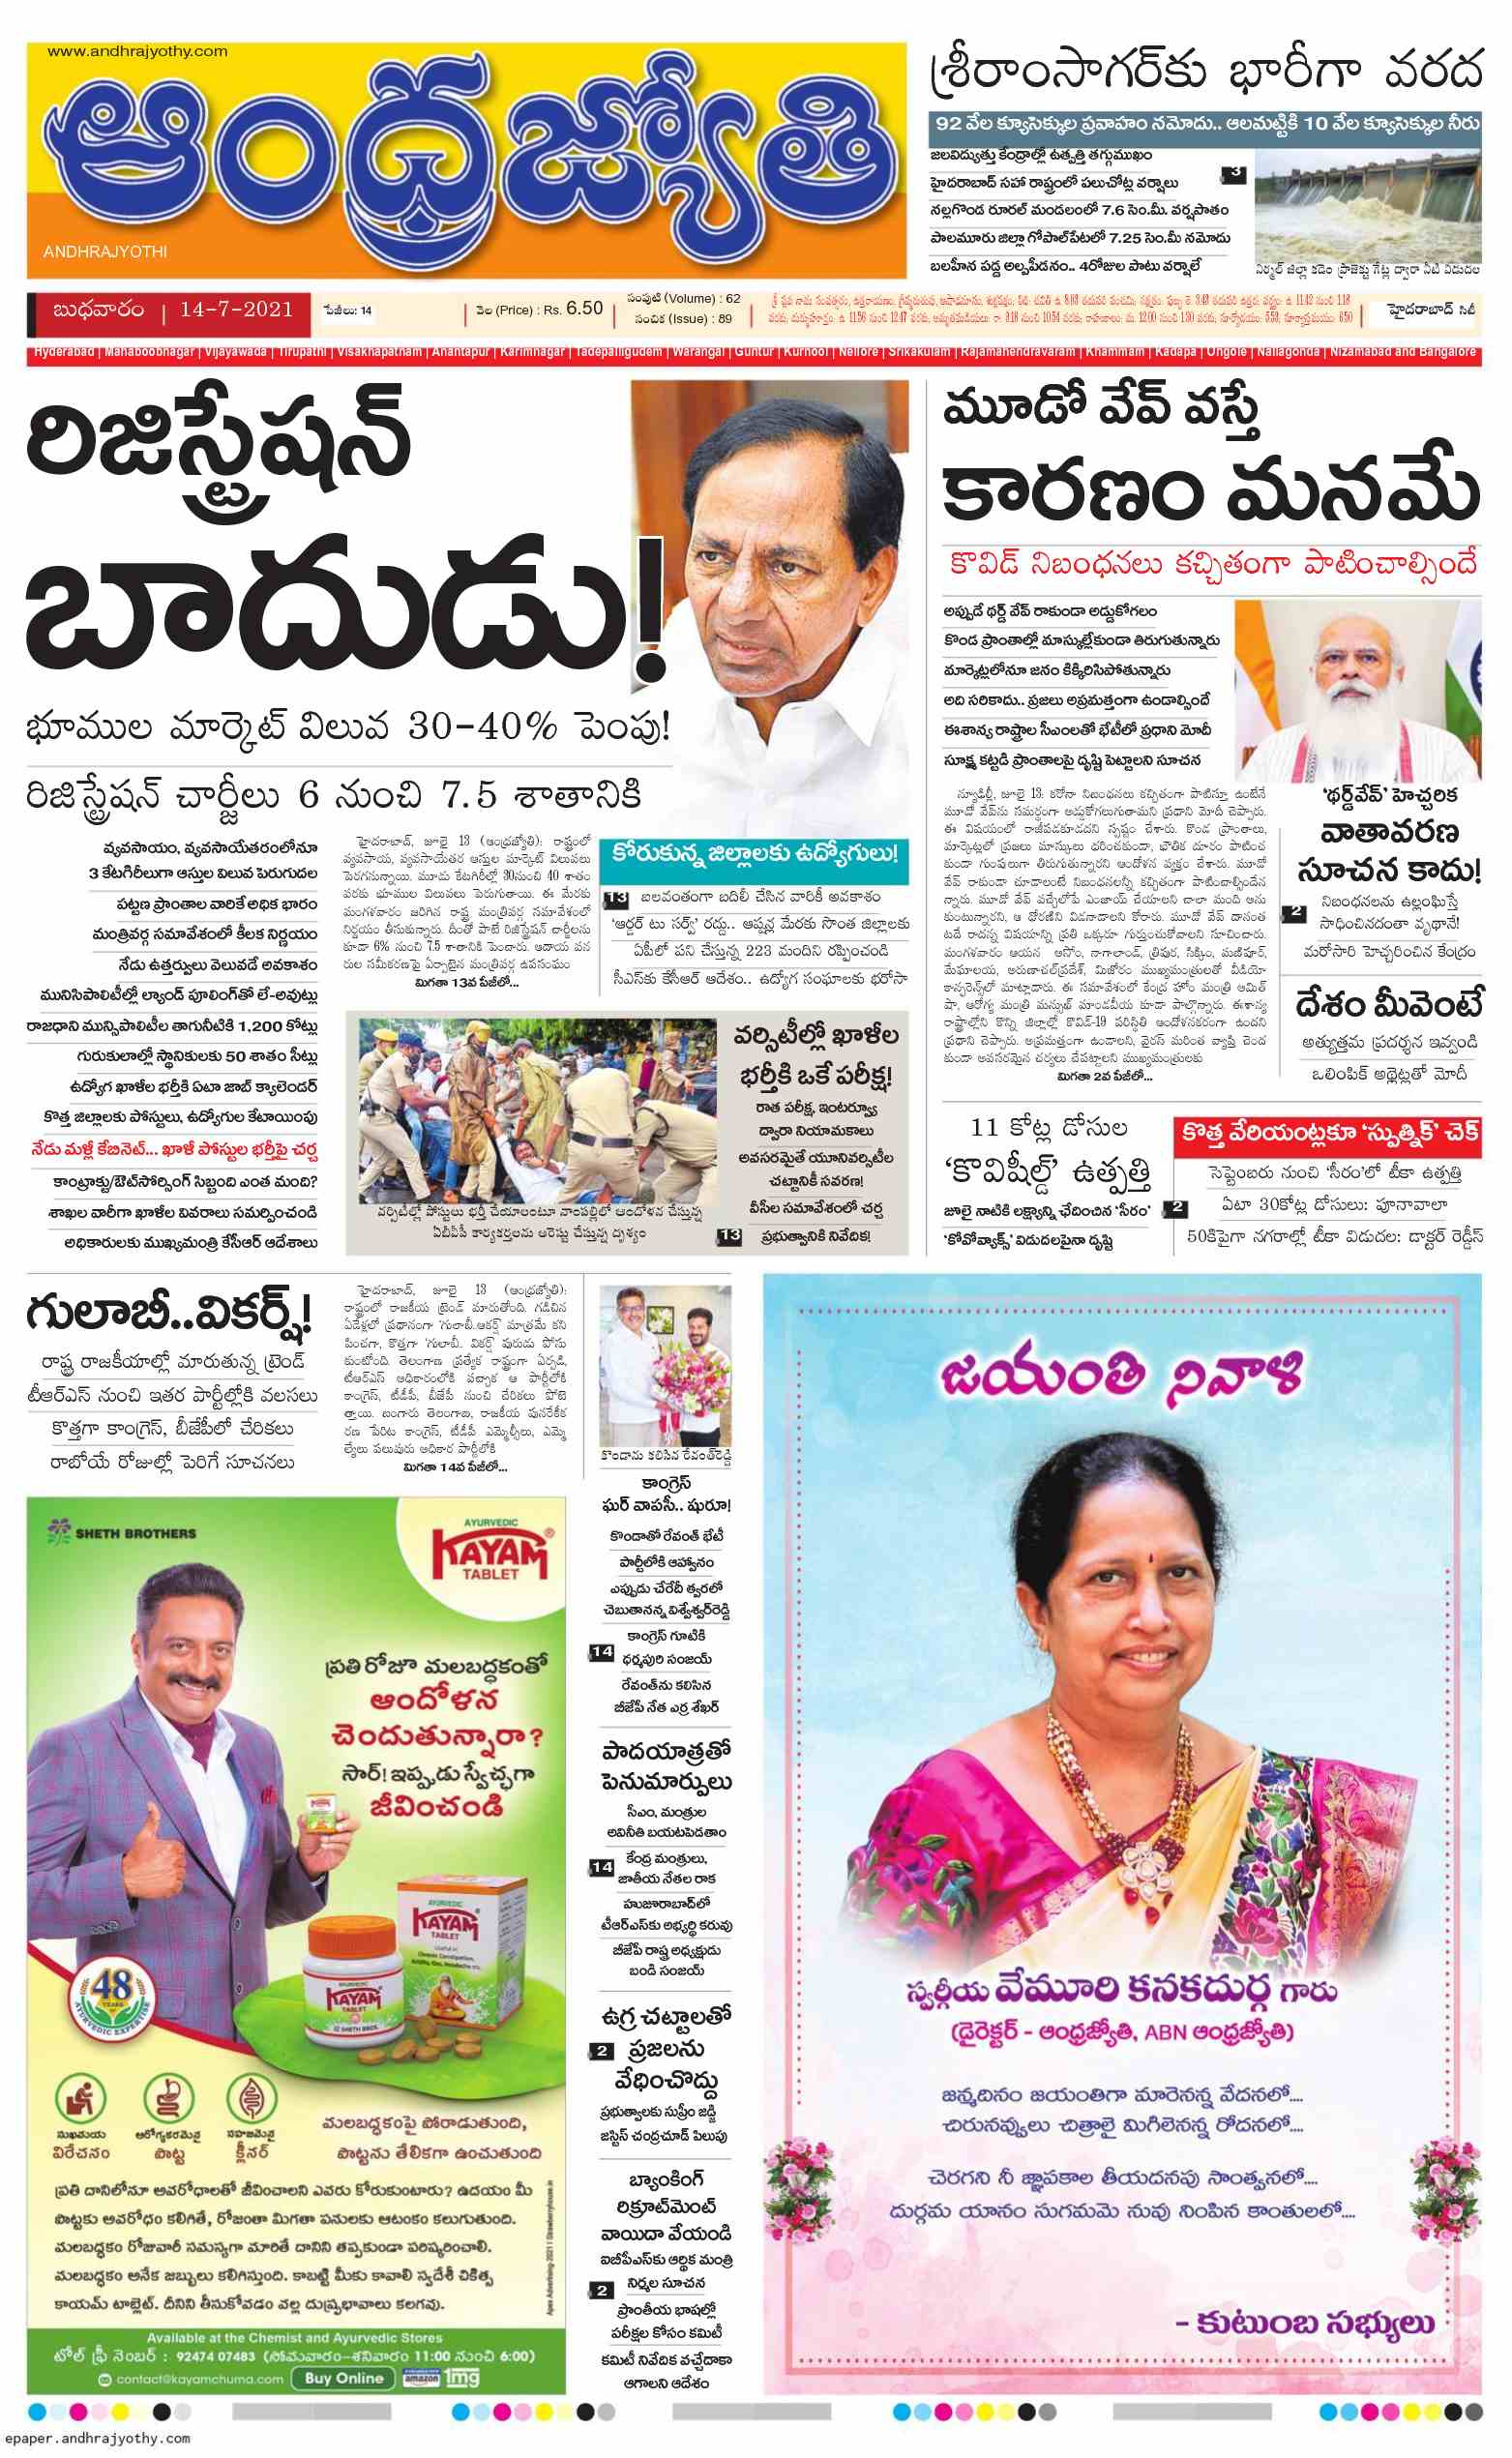 www.andhrajyothy.com
ఆంధ్రజ్యోతి
ANDHRAJYOTHI
శ్రీరాంసాగర్‌కు భారీగా వరద
92 వేల క్యూసెక్కుల ప్రవాహం నమోదు.. ఆలమట్టికి 10 వేల క్యూసెక్కుల నీరు
జలవిద్యుత్తు కేంద్రాల్లో ఉత్పత్తి తగ్గుముఖం
హైదరాబాద్ సహా రాష్ట్రంలో పలుచోట్ల వర్షాలు
3
నల్లగొండ రూరల్ మండలంలో 7.6 సెం.మీ. వర్షపాతం
పాలమూరు జిల్లా గోపాల్‌పేటలో 7.25 సెం.మీ నమోదు
బలహీన పడ్డ అల్పపీడనం.. 4రోజుల పాటు వర్షాలే
నిర్మల్ జిల్లా కడెం ప్రాజెక్టు గేట్ల ద్వారా నీటి విడుదల
బుధవారం | 14-7-2021
పేజీలు: 14
వెల (Price) : Rs. 6.50
సంపుటి (Volume) : 62
సంచిక (Issue) : 89
హైదరాబాద్ సిటీ
Hyderabad | Mahaboobnagar | Vijayawada | Tirupathi | Visakhapatnam | Anantapur | Karimnagar | Tadepalligudem | Warangal | Guntur | Kurnool | Nellore | Srikakulam | Rajamahendravaram | Khammam | Kadapa | Ongole | Nallagonda | Nizamabad and Bangalore
రిజిస్ట్రేషన్
బాదుడు!
భూముల మార్కెట్ విలువ 30-40% పెంపు!
రిజిస్ట్రేషన్ చార్జీలు 6 నుంచి 7.5 శాతానికి
వ్యవసాయం, వ్యవసాయేతరంలోనూ
3 కేటగిరీలుగా ఆస్తుల విలువ పెరుగుదల
పట్టణ ప్రాంతాల వారికే అధిక భారం
మంత్రివర్గ సమావేశంలో కీలక నిర్ణయం
నేడు ఉత్తర్వులు వెలువడే అవకాశం
మునిసిపాలిటీల్లో ల్యాండ్ పూలింగ్‌తో లే-అవుట్లు
రాజధాని మున్సిపాలిటీల తాగునీటికి 1,200 కోట్లు
గురుకులాల్లో స్థానికులకు 50 శాతం సీట్లు
ఉద్యోగ ఖాళీల భర్తీకి ఏటా జాబ్ క్యాలెండర్
కొత్త జిల్లాలకు పోస్టులు, ఉద్యోగుల కేటాయింపు
నేడు మళ్లీ కేబినెట్... ఖాళీ పోస్టుల భర్తీపై చర్చ
కాంట్రాక్టు/ఔట్‌సోర్సింగ్ సిబ్బంది ఎంత మంది?
శాఖల వారీగా ఖాళీల వివరాలు సమర్పించండి
అధికారులకు ముఖ్యమంత్రి కేసీఆర్ ఆదేశాలు
హైదరాబాద్, జూలై 13 (ఆంధ్రజ్యోతి): రాష్ట్రంలో
వ్యవసాయ, వ్యవసాయేతర ఆస్తుల మార్కెట్ విలువలు
పెరగనున్నాయి. మూడు కేటగిరీల్లో 30నుంచి 40 శాతం
వరకు భూముల విలువలు పెరుగుతాయి. ఈ మేరకు
మంగళవారం జరిగిన రాష్ట్ర మంత్రివర్గ సమావేశంలో
నిర్ణయం తీసుకున్నారు. దీంతో పాటే రిజిస్ట్రేషన్ చార్జీలను
కూడా 6% నుంచి 7.5 శాతానికి పెంచారు. ఆదాయ వన
రుల సమీకరణపై ఏర్పాటైన మంత్రివర్గ ఉపసంఘం
మిగతా 13వ పేజీలో...
కోరుకున్న జిల్లాలకు ఉద్యోగులు!
13 బలవంతంగా బదిలీ చేసిన వారికీ అవకాశం
‘ఆర్డర్ టు సర్వ్’ రద్దు.. ఆప్షన్ల మేరకు సొంత జిల్లాలకు
ఏపీలో పని చేస్తున్న 223 మందిని రప్పించండి
సీఎస్‌కు కేసీఆర్ ఆదేశం.. ఉద్యోగ సంఘాలకు భరోసా
వర్సిటీల్లో పోస్టులు భర్తీ చేయాలంటూ నాంపల్లిలో ఆందోళన చేస్తున్న
ఏబీవీపీ కార్యకర్తలను అరెస్టు చేస్తున్న దృశ్యం
వర్సిటీల్లో ఖాళీల
భర్తీకి ఒకే పరీక్ష!
రాత పరీక్ష, ఇంటర్వ్యూ
ద్వారా నియామకాలు
అవసరమైతే యూనివర్సిటీల
చట్టానికి సవరణ!
వీసీల సమావేశంలో చర్చ
13 ప్రభుత్వానికి నివేదిక!
మూడో వేవ్ వస్తే
కారణం మనమే
కొవిడ్ నిబంధనలు కచ్చితంగా పాటించాల్సిందే
అప్పుడే థర్డ్ వేవ్ రాకుండా అడ్డుకోగలం
కొండ ప్రాంతాల్లో మాస్కుల్లేకుండా తిరుగుతున్నారు
మార్కెట్లలోనూ జనం కిక్కిరిసిపోతున్నారు
అది సరికాదు.. ప్రజలు అప్రమత్తంగా ఉండాల్సిందే
ఈశాన్య రాష్ట్రాల సీఎంలతో భేటీలో ప్రధాని మోదీ
సూక్ష్మ కట్టడి ప్రాంతాలపై దృష్టి పెట్టాలని సూచన
న్యూఢిల్లీ, జూలై 13: కరోనా నిబంధనలు కచ్చితంగా పాటిస్తూ ఉంటేనే
మూడో వేవ్‌ను సమర్థంగా అడ్డుకోగలుగుతామని ప్రధాని మోదీ చెప్పారు.
ఈ విషయంలో రాజీపడకూడదని స్పష్టం చేశారు. కొండ ప్రాంతాలు,
మార్కెట్లలో ప్రజలు మాస్కులు ధరించకుండా, భౌతిక దూరం పాటించ
కుండా గుంపులుగా తిరుగుతున్నారని ఆందోళన వ్యక్తం చేశారు. మూడో
వేవ్ రాకుండా చూడాలంటే నిబంధనలన్నీ కచ్చితంగా పాటించాల్సిందేన
న్నారు. మూడో వేవ్ వచ్చేలోపే ఎంజాయ్ చేయాలని చాలా మంది అను
కుంటున్నారని, ఆ ధోరణిని విడనాడాలని కోరారు. మూడో వేవ్ దానంత
టదే రాదన్న విషయాన్ని ప్రతి ఒక్కరూ గుర్తుంచుకోవాలని సూచించారు.
మంగళవారం ఆయన అసోం, నాగాలాండ్, త్రిపుర, సిక్కిం, మణిపూర్,
మేఘాలయ, అరుణాచల్‌ప్రదేశ్, మిజోరం ముఖ్యమంత్రులతో వీడియో
కాన్ఫరెన్స్‌లో మాట్లాడారు. ఈ సమావేశంలో కేంద్ర హోం మంత్రి అమిత్
షా, ఆరోగ్య మంత్రి మన్సుఖ్ మాండవీయ కూడా పాల్గొన్నారు. ఈశాన్య
రాష్ట్రాల్లోని కొన్ని జిల్లాల్లో కొవిడ్-19 పరిస్థితి ఆందోళనకరంగా ఉందని
ప్రధాని చెప్పారు. అప్రమత్తంగా ఉండాలని, వైరస్ మరింత వ్యాప్తి చెంద
కుండా అవసరమైన చర్యలు చేపట్టాలని ముఖ్యమంత్రులకు
మిగతా 2వ పేజీలో...
‘థర్డ్‌వేవ్’ హెచ్చరిక
వాతావరణ
సూచన కాదు!
నిబంధనలను ఉల్లంఘిస్తే
2 సాధించినదంతా వృథానే!
మరోసారి హెచ్చరించిన కేంద్రం
దేశం మీవెంటే
అత్యుత్తమ ప్రదర్శన ఇవ్వండి
ఒలింపిక్ అథ్లెట్లతో మోదీ
11 కోట్ల డోసుల
‘కొవిషీల్డ్’ ఉత్పత్తి
జూలై నాటికి లక్ష్యాన్ని ఛేదించిన ‘సీరం’ 2
‘కోవోవ్యాక్స్’ విడుదలపైనా దృష్టి
కొత్త వేరియంట్లకూ ‘స్పుత్నిక్’ చెక్
సెప్టెంబరు నుంచి ‘సీరం’లో టీకా ఉత్పత్తి
ఏటా 30కోట్ల డోసులు: పూనావాలా
50కిపైగా నగరాల్లో టీకా విడుదల: డాక్టర్ రెడ్డీస్
గులాబీ..వికర్ష్!
రాష్ట్ర రాజకీయాల్లో మారుతున్న ట్రెండ్
టీఆర్‌ఎస్ నుంచి ఇతర పార్టీల్లోకి వలసలు
కొత్తగా కాంగ్రెస్, బీజేపీలో చేరికలు
రాబోయే రోజుల్లో పెరిగే సూచనలు
హైదరాబాద్, జూలై 13 (ఆంధ్రజ్యోతి):
రాష్ట్రంలో రాజకీయ ట్రెండ్ మారుతోంది. గడిచిన
ఏడేళ్లలో ప్రధానంగా ‘గులాబీ..ఆకర్ష్’ మాత్రమే కని
పించగా, కొత్తగా ‘గులాబీ.. వికర్ష్’ పురుడు పోసు
కుంటోంది. తెలంగాణ ప్రత్యేక రాష్ట్రంగా ఏర్పడి,
టీఆర్‌ఎస్ అధికారంలోకి వచ్చాక ఆ పార్టీలోకి
కాంగ్రెస్, టీడీపీ, బీజేపీ నుంచి చేరికలు పోటె
త్తాయి. బంగారు తెలంగాణ, రాజకీయ పునరేకీక
రణ పేరిట కాంగ్రెస్, టీడీపీ ఎమ్మెల్సీలు, ఎమ్మె
ల్యేలు పలువురు అధికార పార్టీలోకి
మిగతా 14వ పేజీలో...
కొండాను కలిసిన రేవంత్‌రెడ్డి
కాంగ్రెస్
ఘర్ వాపసీ.. షురూ!
కొండాతో రేవంత్ భేటీ
పార్టీలోకి ఆహ్వానం
ఎప్పుడు చేరేదీ త్వరలో
చెబుతానన్న విశ్వేశ్వర్‌రెడ్డి
కాంగ్రెస్ గూటికి
14 ధర్మపురి సంజయ్
రేవంత్‌ను కలిసిన
బీజేపీ నేత ఎర్ర శేఖర్
పాదయాత్రతో
పెనుమార్పులు
సీఎం, మంత్రుల
అవినీతి బయటపెడతాం
14 కేంద్ర మంత్రులు,
జాతీయ నేతల రాక
హుజూరాబాద్‌లో
టీఆర్‌ఎస్‌కు అభ్యర్థి కరువు
బీజేపీ రాష్ట్ర అధ్యక్షుడు
బండి సంజయ్
ఉగ్ర చట్టాలతో
2 ప్రజలను
వేధించొద్దు
ప్రభుత్వాలకు సుప్రీం జడ్జి
జస్టిస్ చంద్రచూడ్ పిలుపు
బ్యాంకింగ్
రిక్రూట్‌మెంట్
వాయిదా వేయండి
ఐబీపీఎస్‌కు ఆర్థిక మంత్రి
2 నిర్మల సూచన
ప్రాంతీయ భాషల్లో
పరీక్షల కోసం కమిటీ
కమిటీ నివేదిక వచ్చేదాకా
ఆగాలని ఆదేశం
SHETH BROTHERS
AYURVEDIC
KAYAM®
TABLET
ప్రతి రోజూ మలబద్ధకంతో
ఆందోళన
చెందుతున్నారా?
సార్! ఇప్పుడు స్వేచ్ఛగా
జీవించండి
AYURVEDIC
KAYAM
TABLET
48
YEARS
AYURVEDIC EXPERTISE
సుఖమయ
విరేచనం
ఆరోగ్యకరమైన
పొట్ట
సహజమైన
క్లీనర్
మలబద్ధకంపై పోరాడుతుంది,
పొట్టను తేలికగా ఉంచుతుంది
ప్రతి దానిలోనూ అవరోధాలతో జీవించాలని ఎవరు కోరుకుంటారు? ఉదయం మీ
పొట్టకు అవరోధం కలిగితే, రోజంతా మిగతా పనులకు ఆటంకం కలుగుతుంది.
మలబద్ధకం రోజువారీ సమస్యగా మారితే దానిని తప్పకుండా పరిష్కరించాలి.
మలబద్ధకం అనేక జబ్బులు కలిగిస్తుంది. కాబట్టి మీకు కావాలి స్వదేశీ చికిత్స
కాయమ్ టాబ్లెట్. దీనిని తీసుకోవడం వల్ల దుష్ప్రభావాలు కలగవు.
Available at the Chemist and Ayurvedic Stores
టోల్ ఫ్రీ నెంబర్ : 92474 07483 (సోమవారం-శనివారం 11:00 నుంచి 6:00)
contact@kayamchuma.com Buy Online amazon 1mg
జయంతి నివాళి
స్వర్గీయ వేమూరి కనకదుర్గ గారు
(డైరెక్టర్ - ఆంధ్రజ్యోతి, ABN ఆంధ్రజ్యోతి)
జన్మదినం జయంతిగా మారెనన్న వేదనలో....
చిరునవ్వులు చిత్రాలై మిగిలెనన్న రోదనలో....
చెరగని నీ జ్ఞాపకాల తీయదనపు సాంత్వనలో....
దుర్గమ యానం సుగమమె నువు నింపిన కాంతులలో....
- కుటుంబ సభ్యులు
epaper.andhrajyothy.com